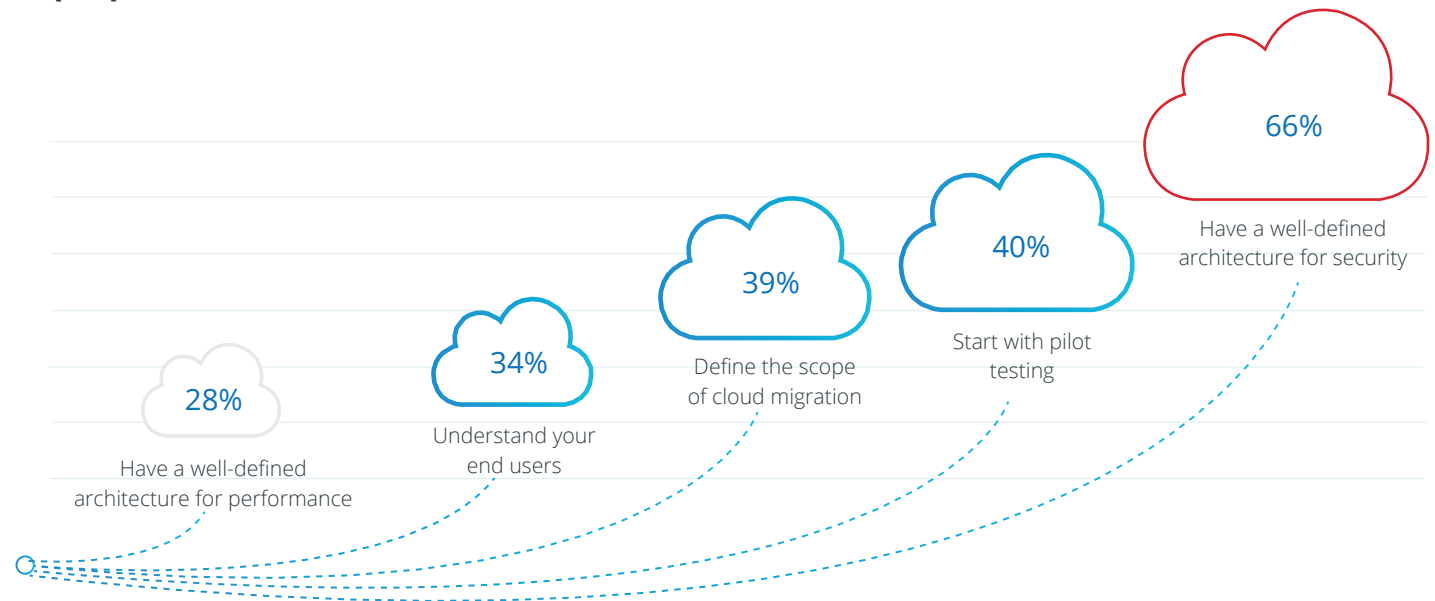 28%
Have a well-defined
architecture for performance
34%
Understand your
end users
39%
Define the scope
of cloud migration
40%
Start with pilot
testing
66%
Have a well-defined
architecture for security